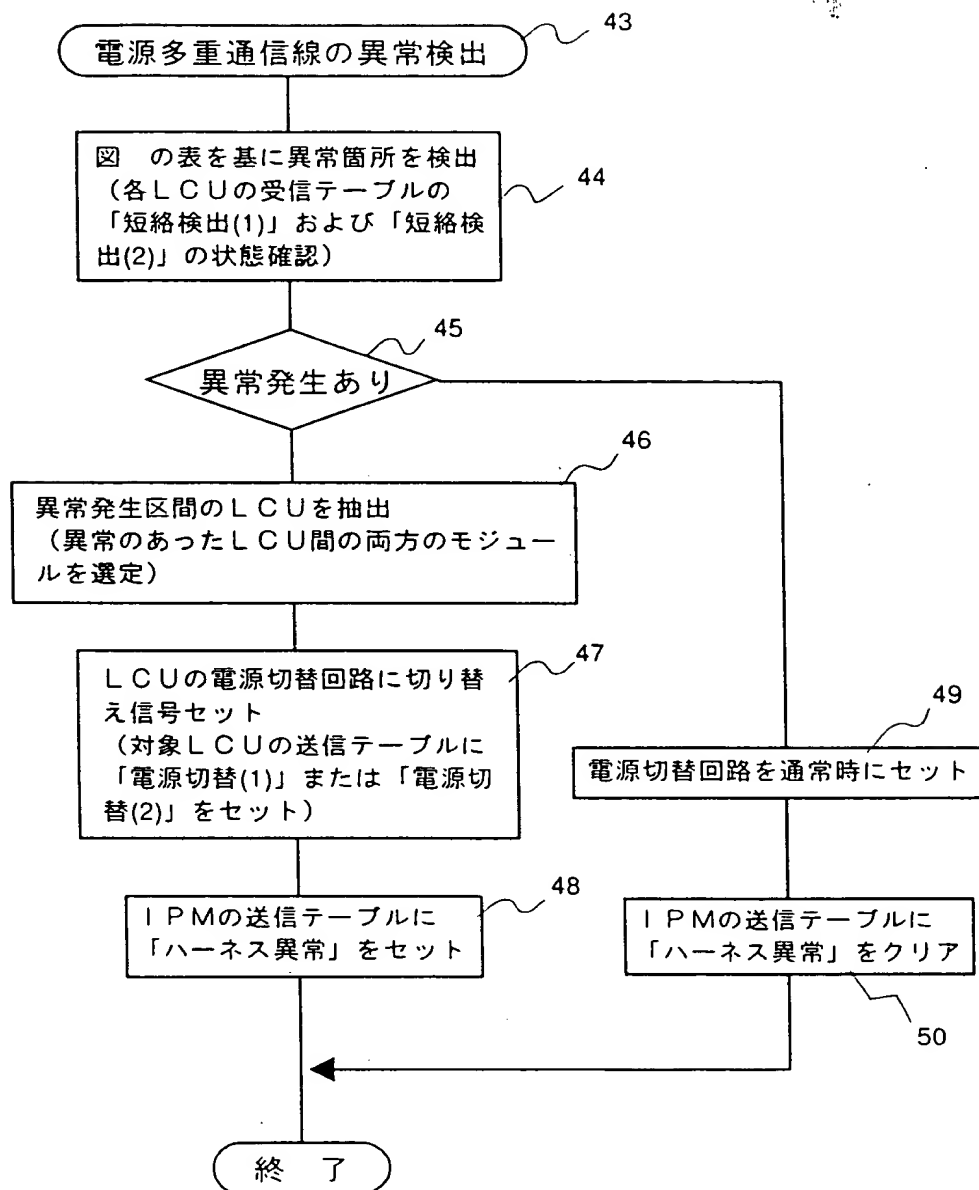 電源多重通信線の異常検出
43
図　の表を基に異常箇所を検出
（各ＬＣＵの受信テーブルの
「短絡検出(1)」および「短絡検
出(2)」の状態確認）
44
異常発生あり
45
異常発生区間のＬＣＵを抽出
（異常のあったＬＣＵ間の両方のモジュー
ルを選定）
46
ＬＣＵの電源切替回路に切り替
え信号セット
（対象ＬＣＵの送信テーブルに
「電源切替(1)」または「電源切
替(2)」をセット）
47
ＩＰＭの送信テーブルに
「ハーネス異常」をセット
48
電源切替回路を通常時にセット
49
ＩＰＭの送信テーブルに
「ハーネス異常」をクリア
50
終　了